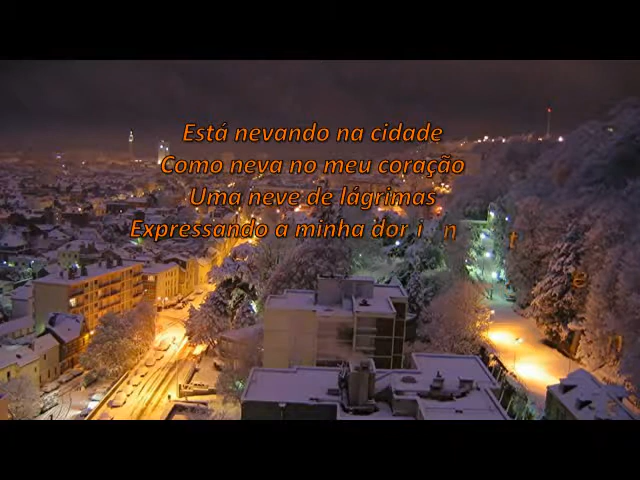 Está nevando na cidade
Como neva no meu coração
Uma neve de lágrimas
Expressando a minha dor i n t e